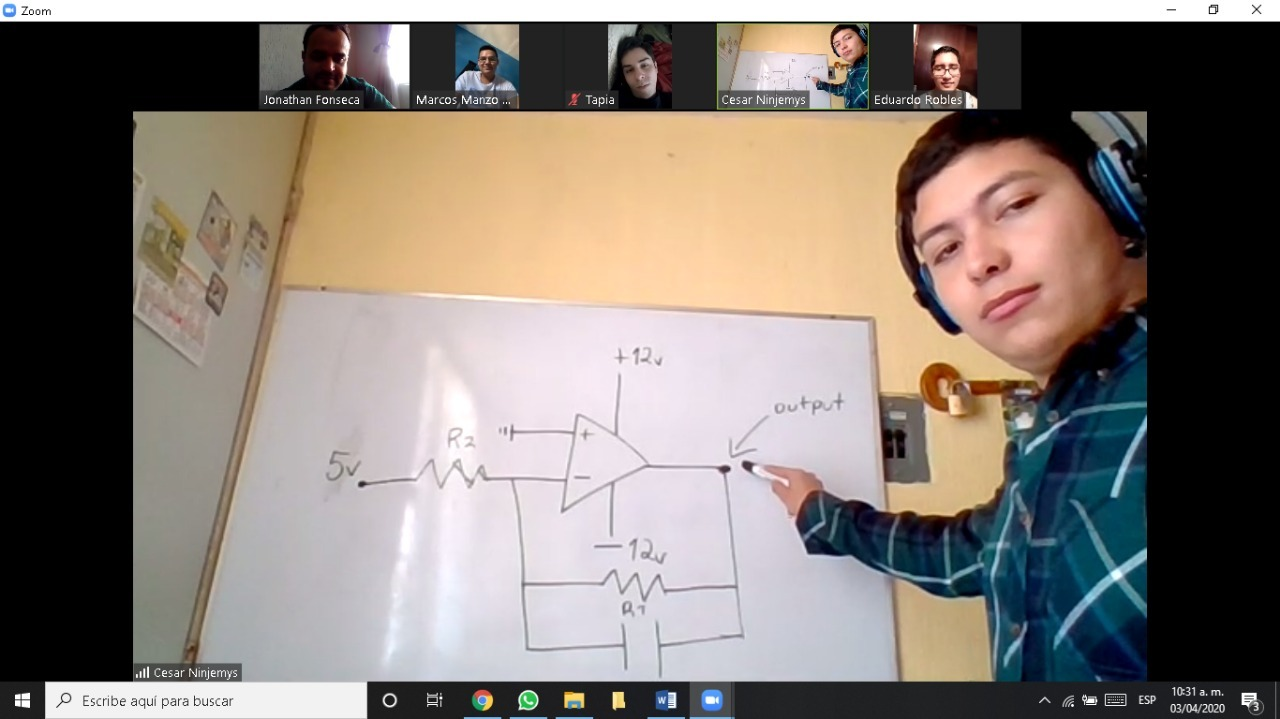 Zoom
Jonathan Fonseca
Marcos Manzo ...
Tapia
Cesar Ninjemys
Eduardo Robles
+12v
output
R2
5v
+
−
−12v
R1
Cesar Ninjemys
Escribe aquí para buscar
ESP
10:31 a. m.
03/04/2020
3